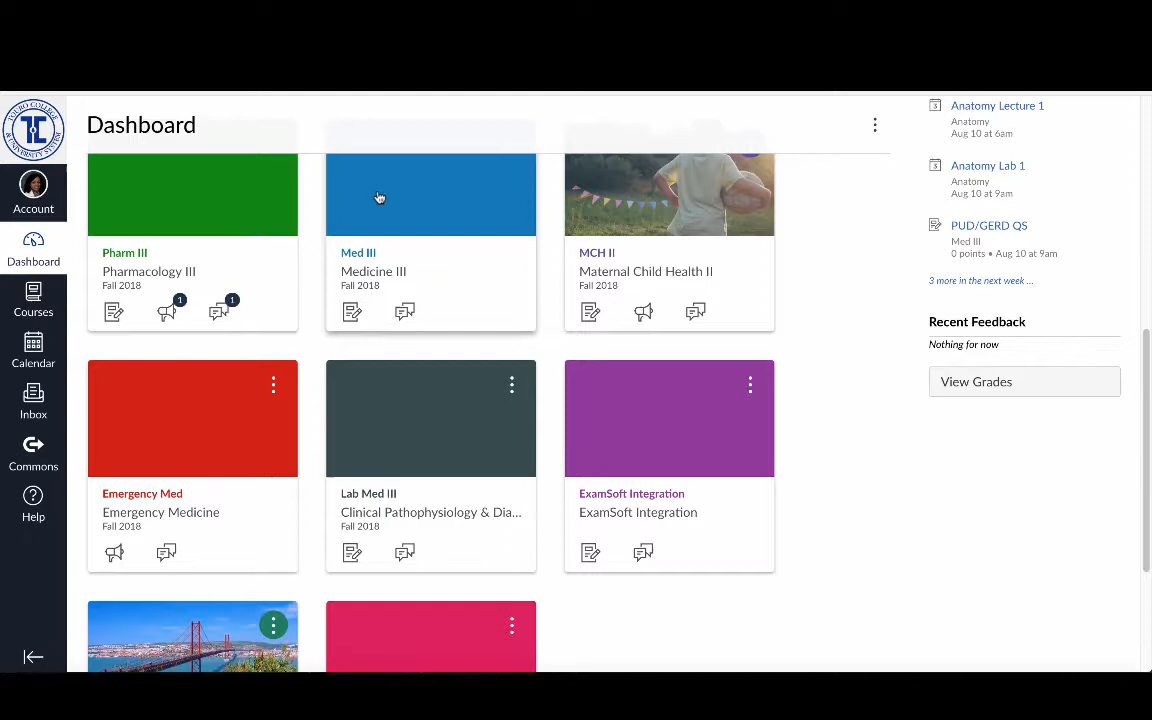 TOURO COLLEGE
& UNIVERSITY SYSTEM
Account
Dashboard
Courses
Calendar
Inbox
Commons
Help
Dashboard
Pharm III
Pharmacology III
Fall 2018
1
1
Med III
Medicine III
Fall 2018
MCH II
Maternal Child Health II
Fall 2018
Emergency Med
Emergency Medicine
Fall 2018
Lab Med III
Clinical Pathophysiology & Dia...
Fall 2018
ExamSoft Integration
ExamSoft Integration
Anatomy Lecture 1
Anatomy
Aug 10 at 6am
Anatomy Lab 1
Anatomy
Aug 10 at 9am
PUD/GERD QS
Med III
0 points • Aug 10 at 9am
3 more in the next week ...
Recent Feedback
Nothing for now
View Grades